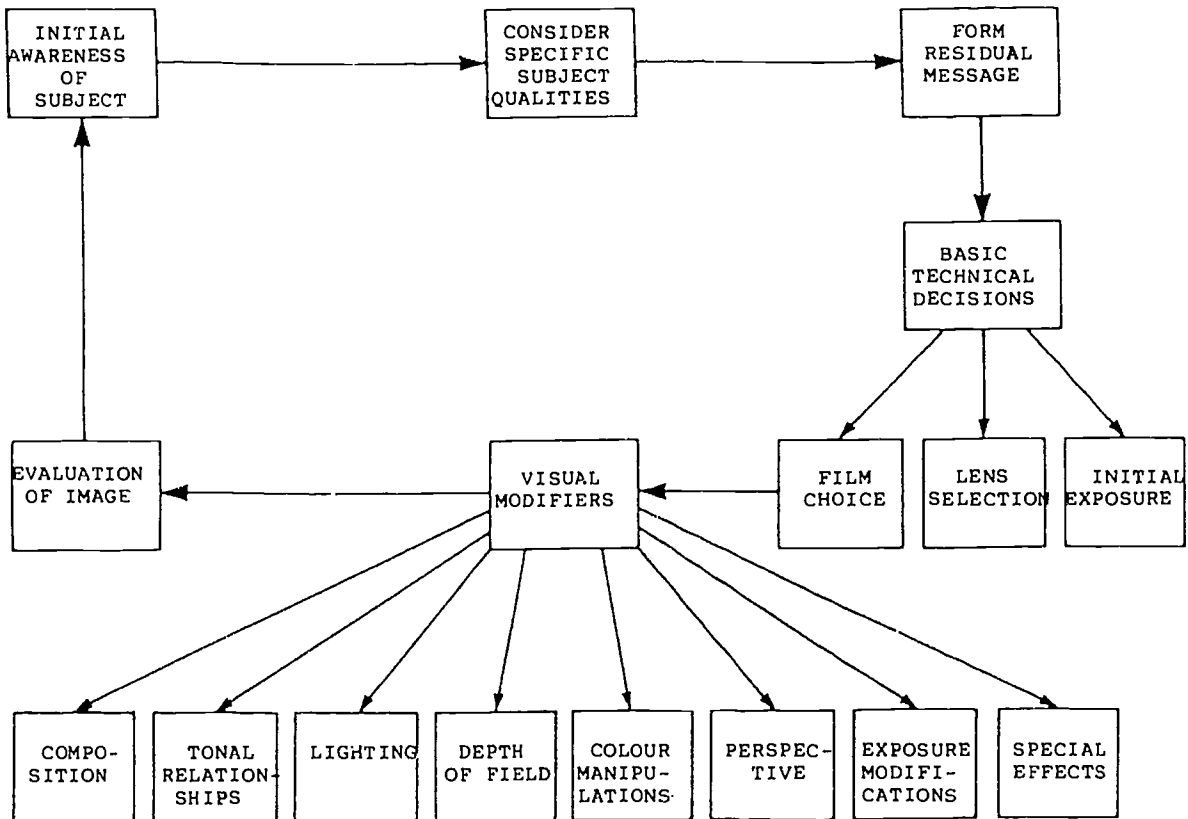 INITIAL
AWARENESS
OF
SUBJECT
CONSIDER
SPECIFIC
SUBJECT
QUALITIES
FORM
RESIDUAL
MESSAGE
BASIC
TECHNICAL
DECISIONS
EVALUATION
OF IMAGE
VISUAL
MODIFIERS
FILM
CHOICE
LENS
SELECTION
INITIAL
EXPOSURE
COMPO-
SITION
TONAL
RELATION-
SHIPS
LIGHTING
DEPTH
OF FIELD
COLOUR
MANIPU-
LATIONS
PERSPEC-
TIVE
EXPOSURE
MODIFI-
CATIONS
SPECIAL
EFFECTS